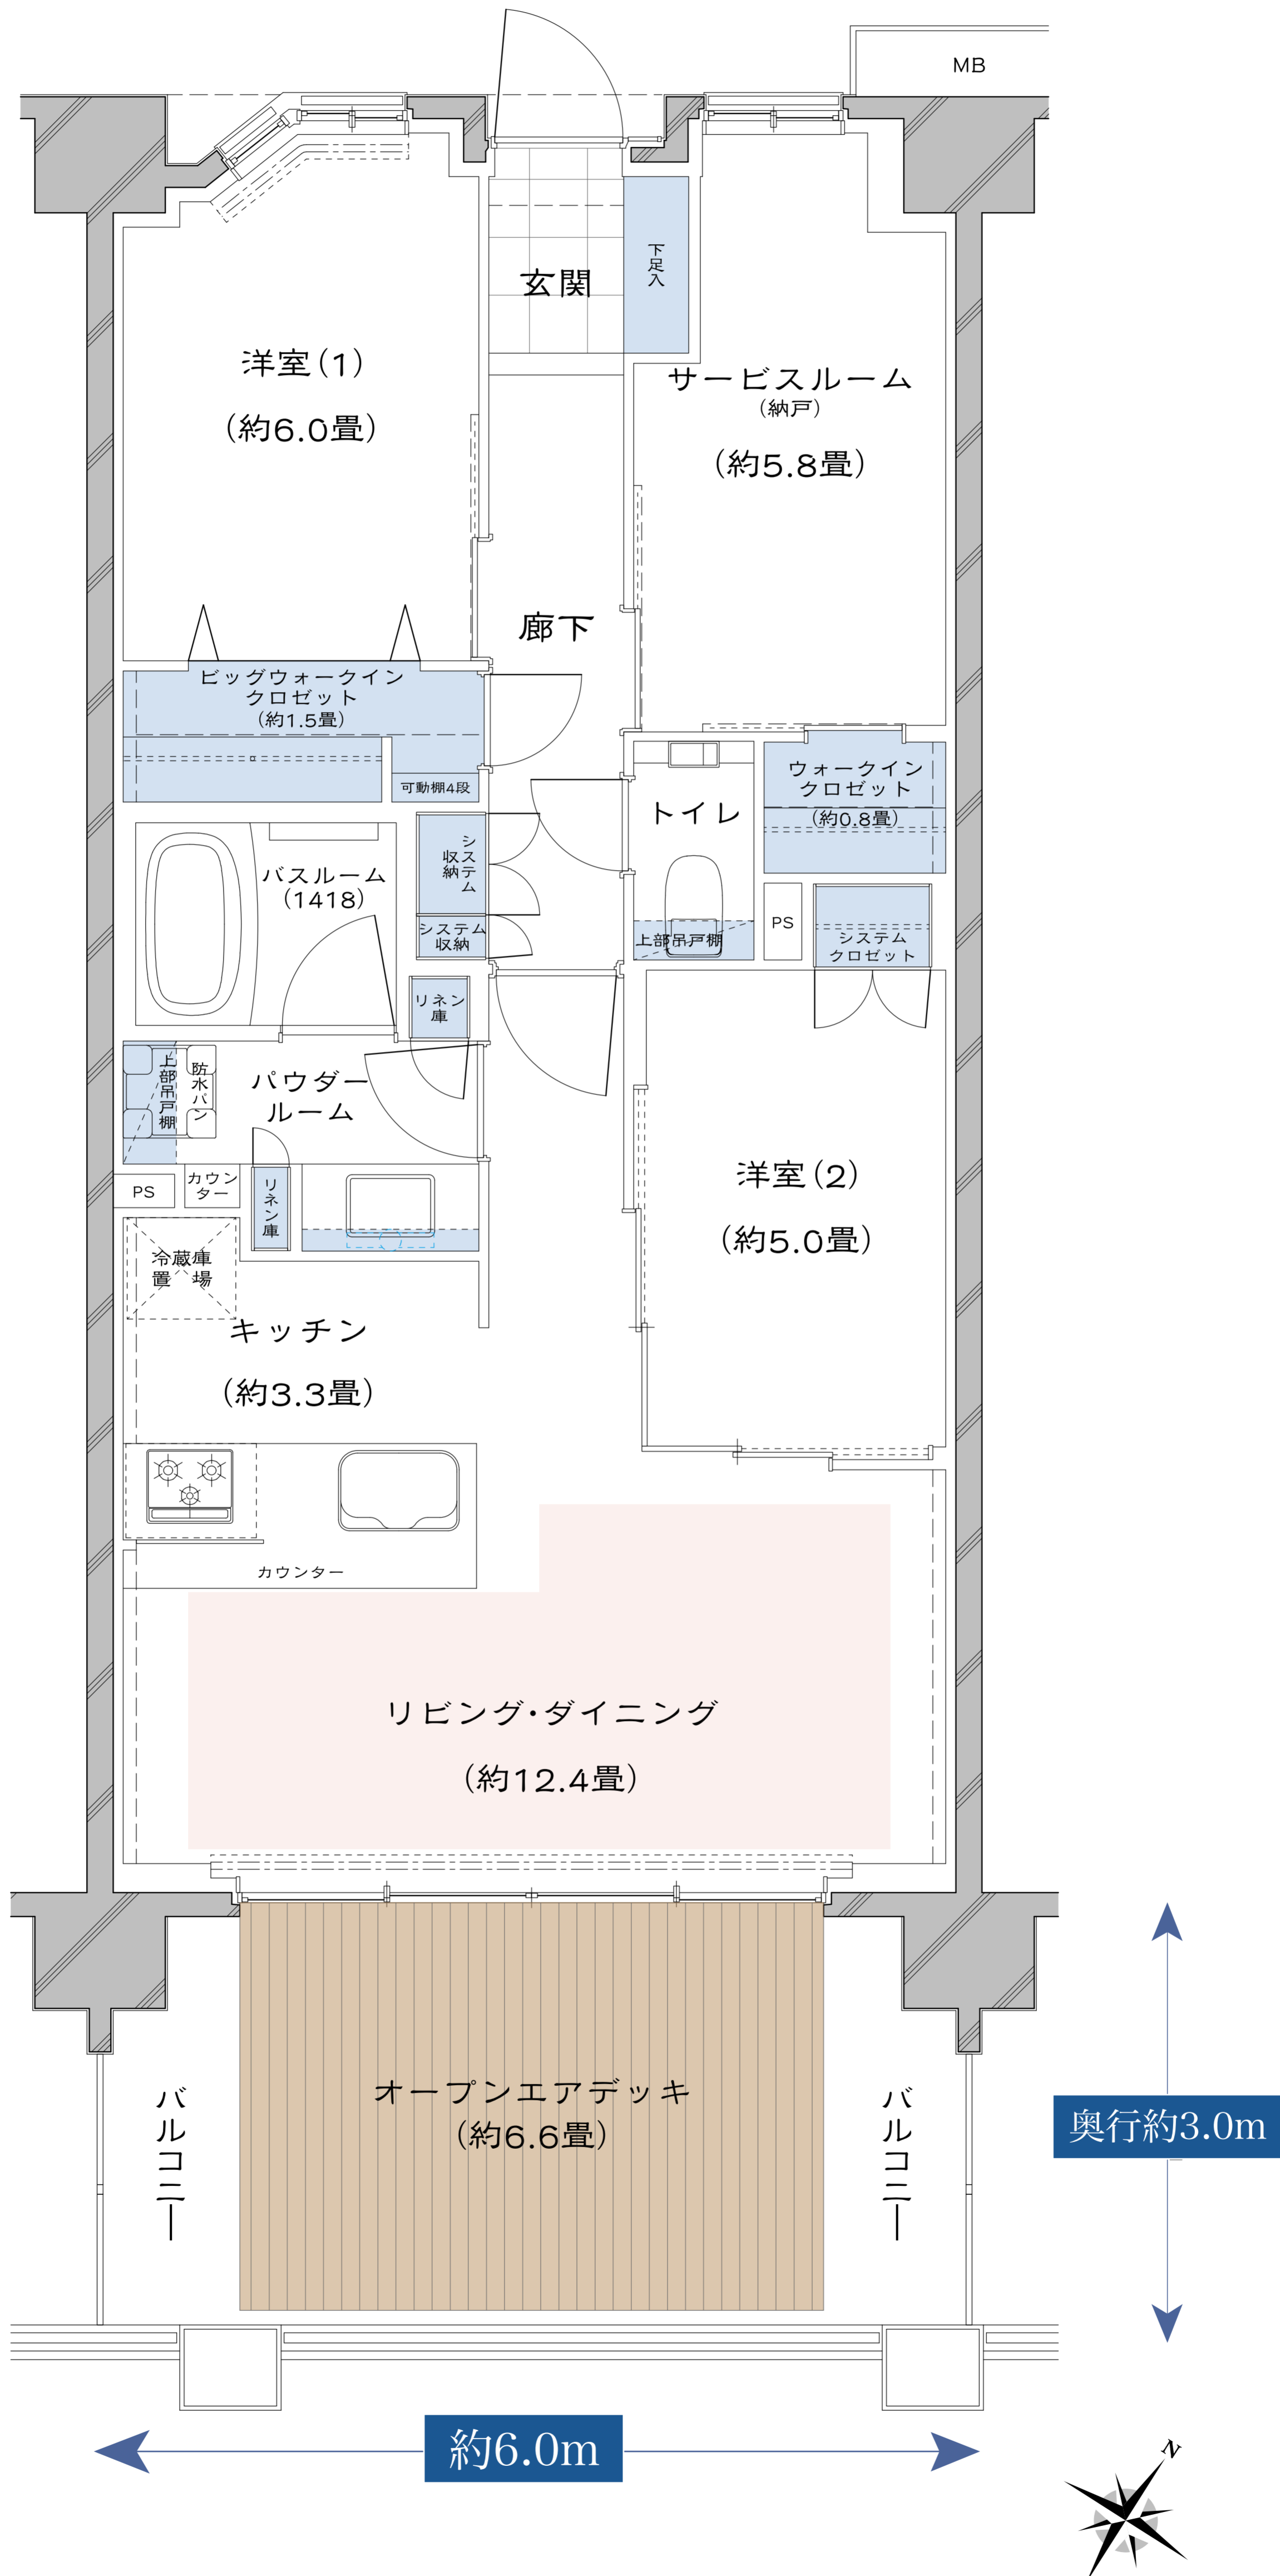 MB
玄関
下足入
洋室(1)
(約6.0畳)
サービスルーム
(納戸)
(約5.8畳)
廊下
ビッグウォークイン
クロゼット
(約1.5畳)
可動棚4段
ウォークイン
クロゼット
(約0.8畳)
トイレ
システム
収納
バスルーム
(1418)
システム
収納
上部吊戸棚
PS
システム
クロゼット
リネン
庫
上部吊戸棚
防水パン
パウダー
ルーム
PS
カウン
ター
リネン庫
洋室(2)
(約5.0畳)
冷蔵庫
置 場
キッチン
(約3.3畳)
カウンター
リビング・ダイニング
(約12.4畳)
オープンエアデッキ
(約6.6畳)
バルコニー
バルコニー
奥行約3.0m
約6.0m
N